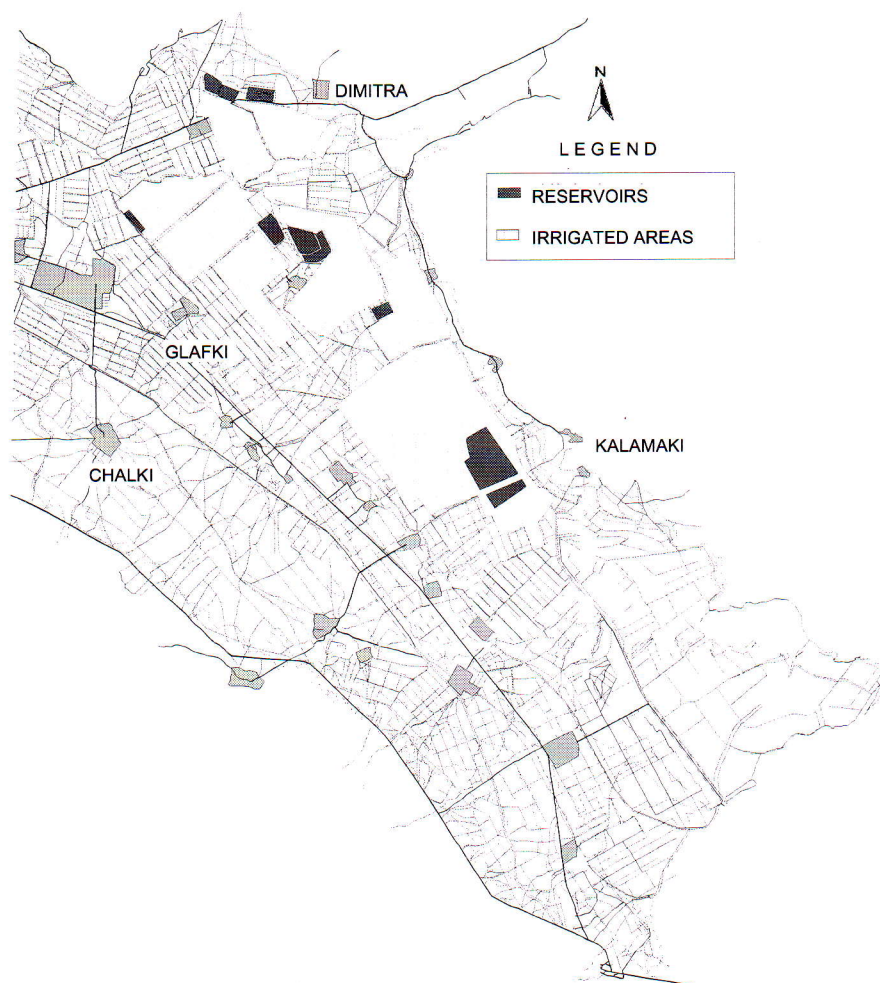 DIMITRA
N
LEGEND
RESERVOIRS
IRRIGATED AREAS
GLAFKI
KALAMAKI
CHALKI